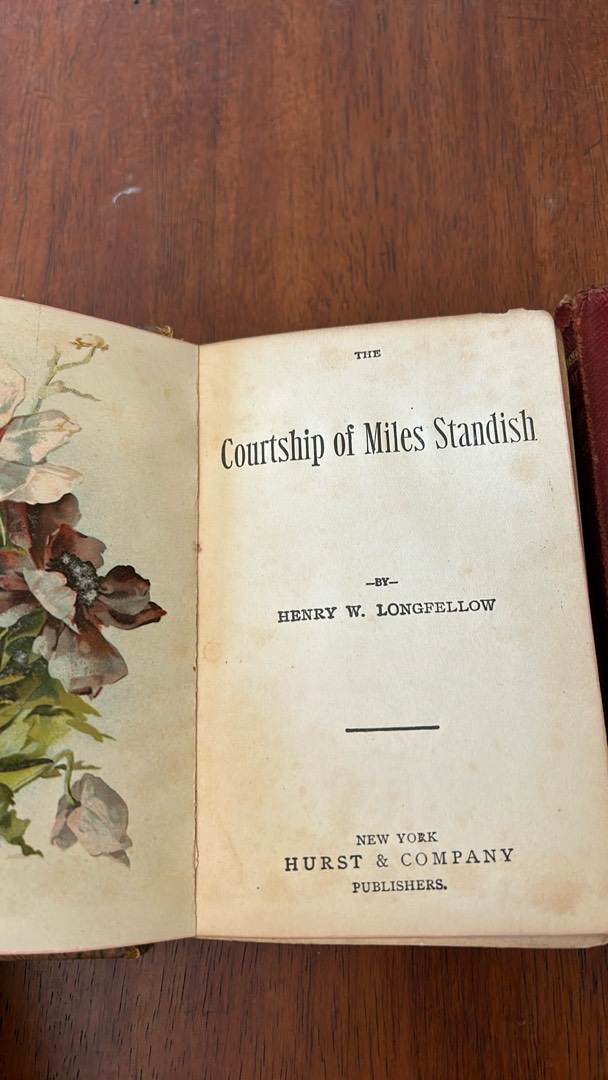 THE
Courtship of Miles Standish
—BY—
HENRY W. LONGFELLOW
NEW YORK
HURST & COMPANY
PUBLISHERS.